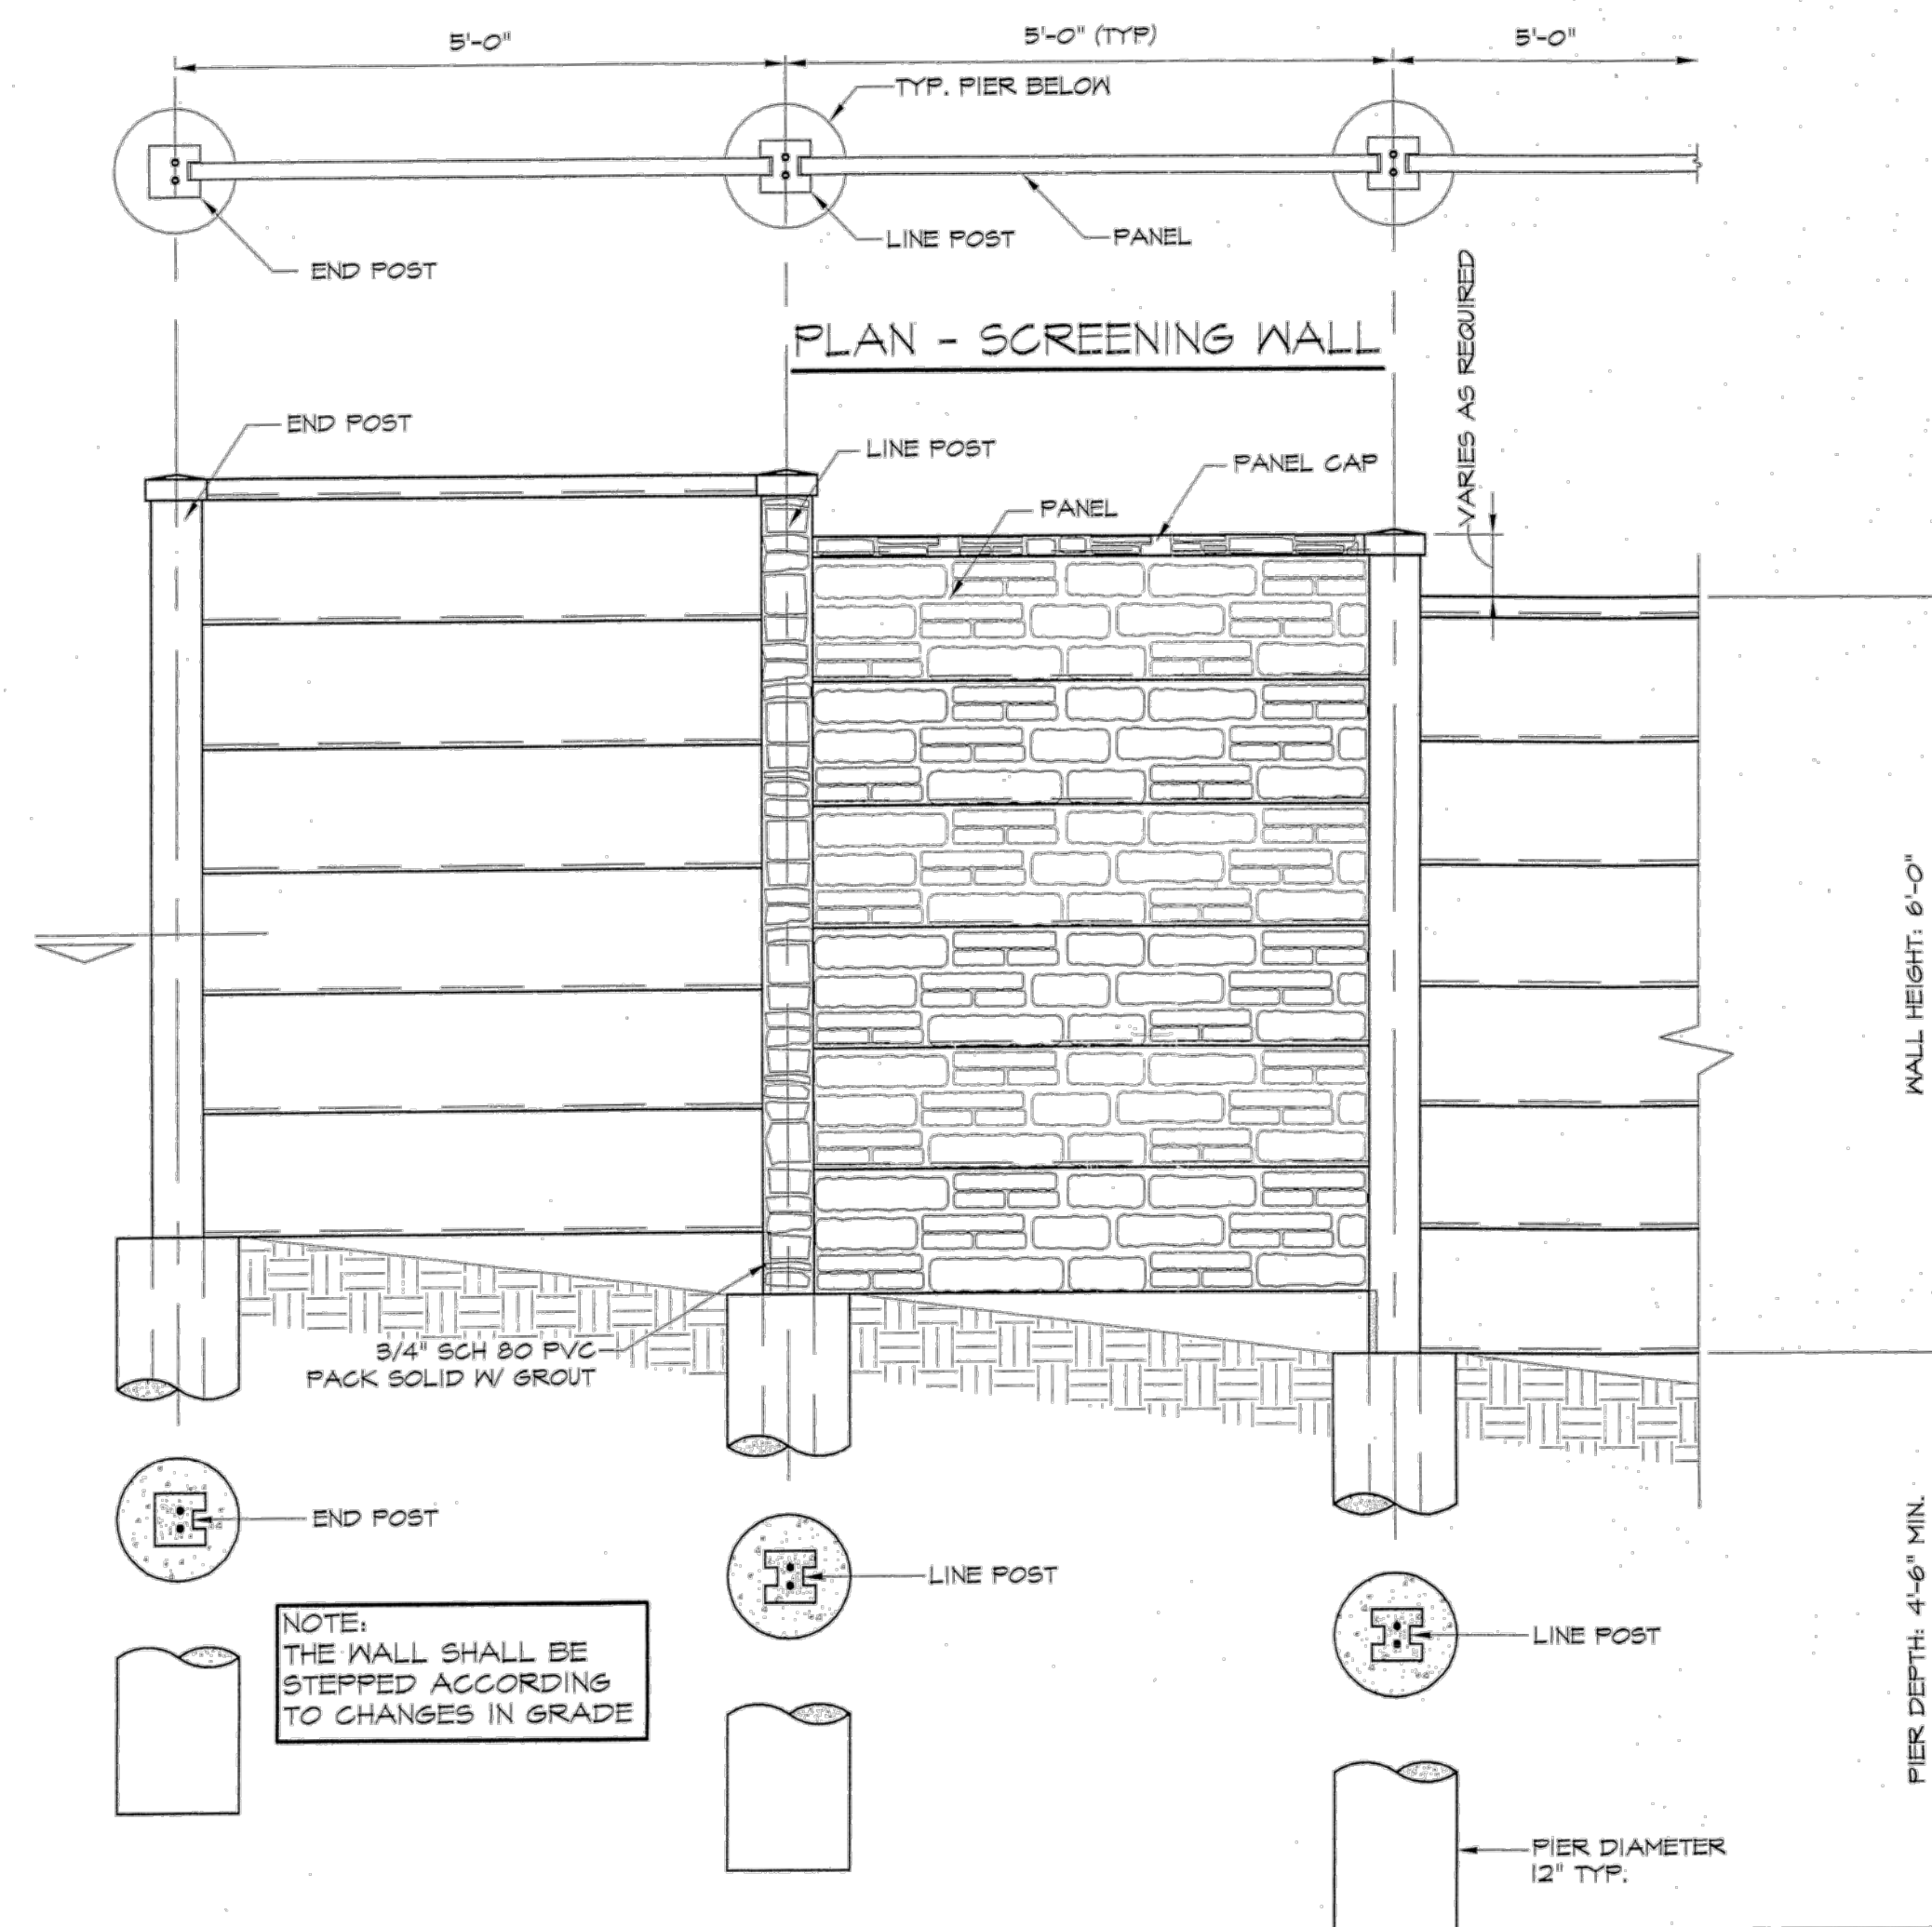 5'-0"
5'-0" (TYP)
5'-0"
TYP. PIER BELOW
LINE POST
PANEL
END POST
PLAN - SCREENING WALL
VARIES AS REQUIRED
END POST
LINE POST
PANEL CAP
PANEL
WALL HEIGHT: 6'-0"
3/4" SCH 80 PVC
PACK SOLID W/ GROUT
END POST
LINE POST
LINE POST
NOTE:
THE WALL SHALL BE
STEPPED ACCORDING
TO CHANGES IN GRADE
PIER DEPTH: 4'-6" MIN.
PIER DIAMETER
12" TYP.